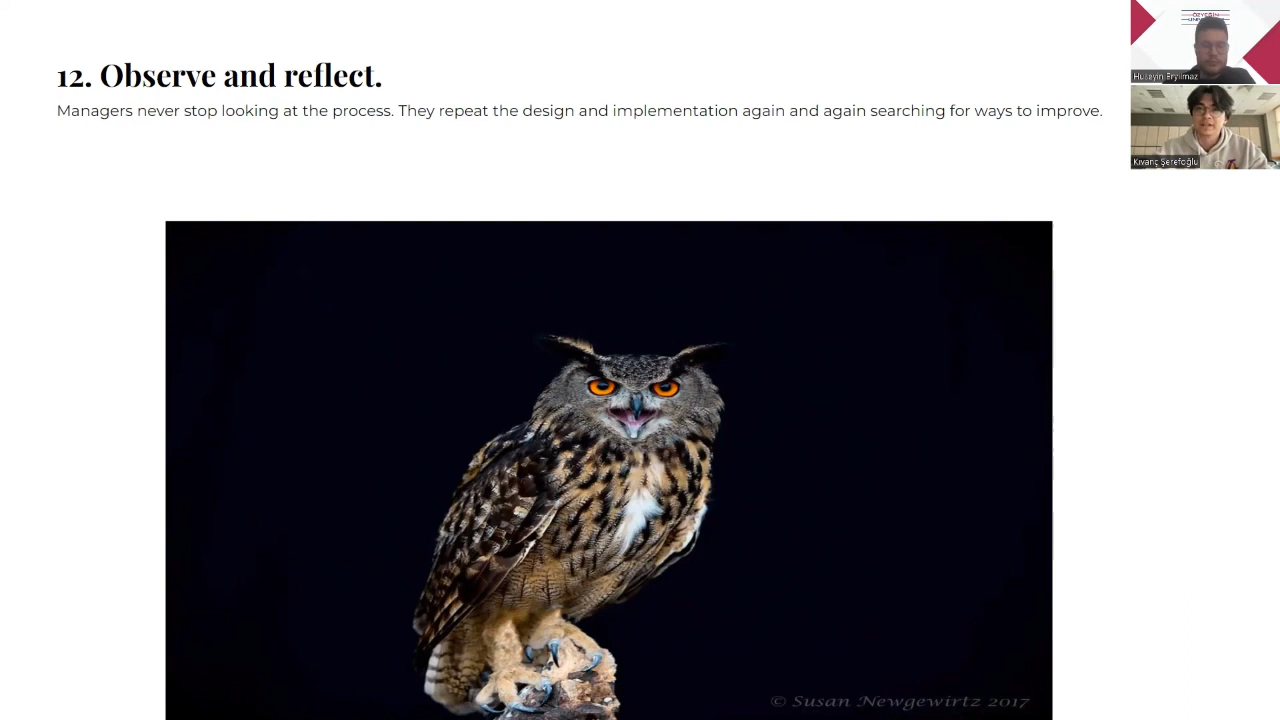 12. Observe and reflect.
Managers never stop looking at the process. They repeat the design and implementation again and again searching for ways to improve.
ÖZYEĞİN
Hüseyin Eryılmaz
Kıvanç Şerefoğlu
© Susan Newgewirtz 2017